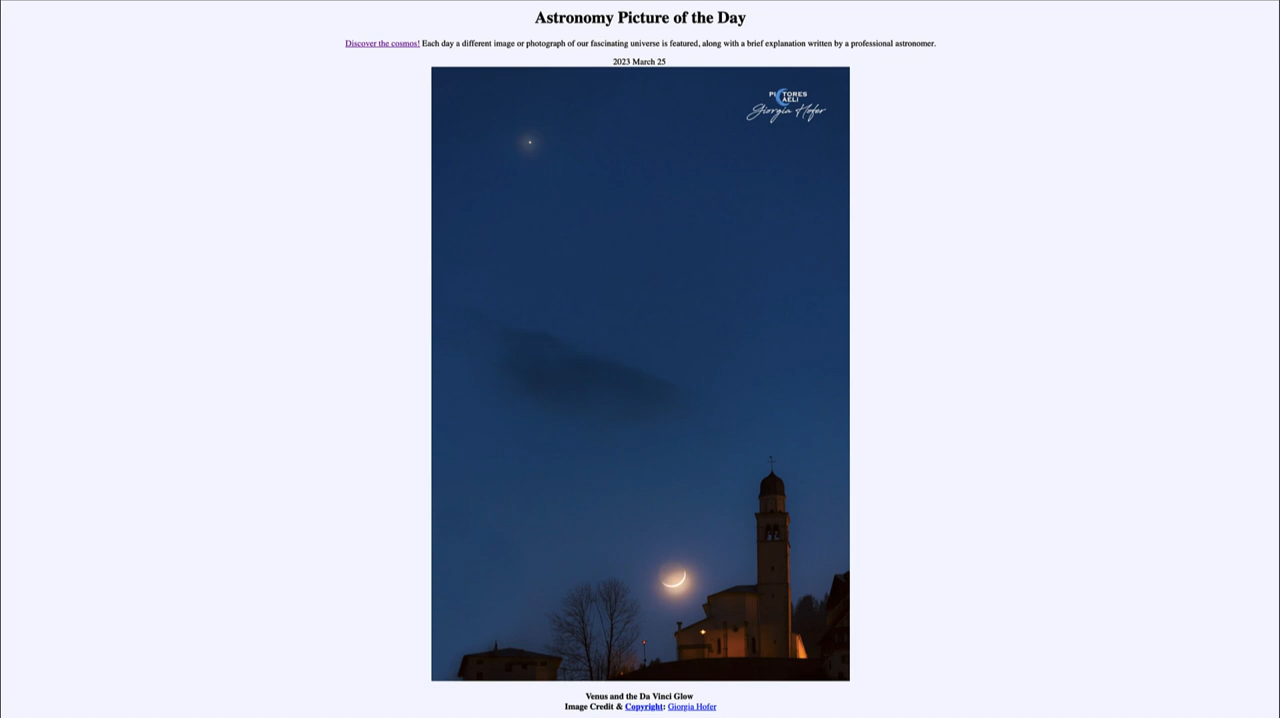 Astronomy Picture of the Day
Discover the cosmos! Each day a different image or photograph of our fascinating universe is featured, along with a brief explanation written by a professional astronomer.
2023 March 25
PICTORES
CAELI
Giorgia Hofer
Venus and the Da Vinci Glow
Image Credit & Copyright: Giorgia Hofer